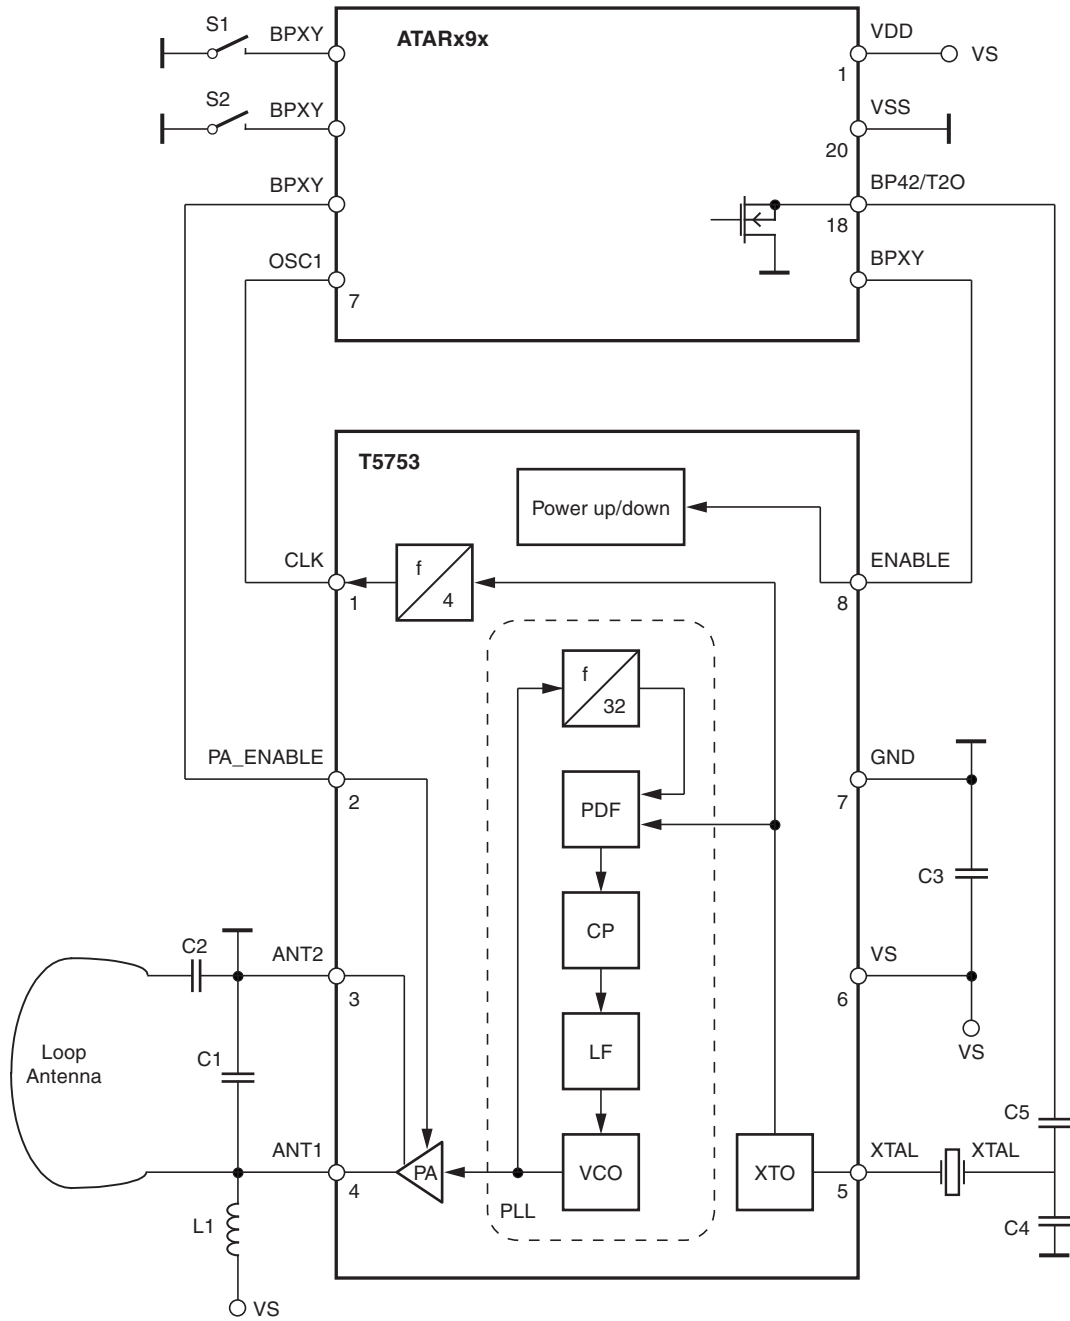 S1
BPXY
ATARx9x
VDD
1
VS
S2
BPXY
VSS
20
BPXY
BP42/T2O
18
OSC1
7
BPXY
T5753
Power up/down
CLK
1
f
4
ENABLE
8
f
32
PA_ENABLE
2
PDF
GND
7
C3
CP
C2
ANT2
3
VS
6
VS
Loop
Antenna
C1
LF
C5
ANT1
4
PA
VCO
XTO
XTAL
5
XTAL
PLL
L1
C4
VS